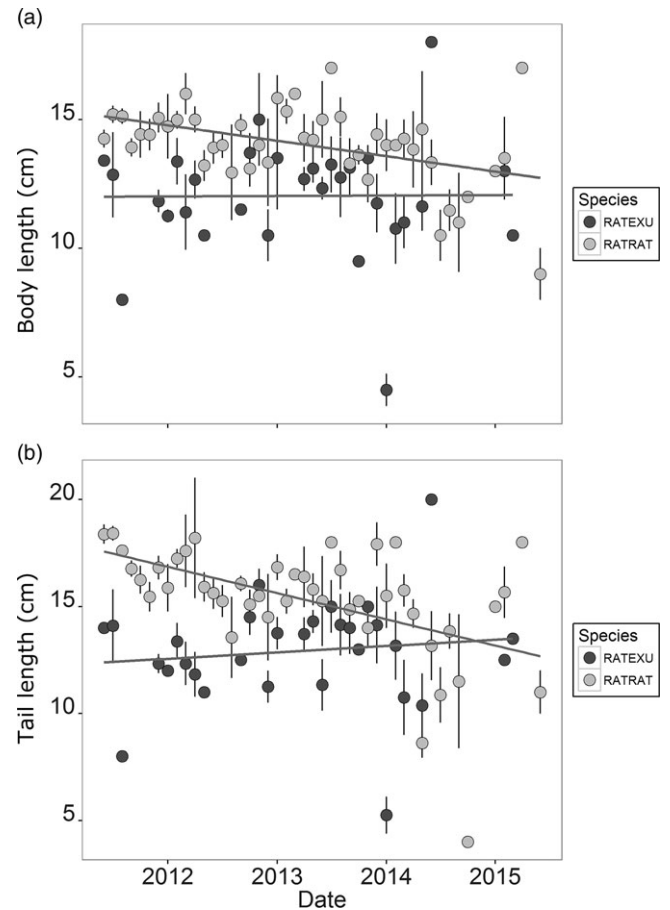 (a)
15
10
5
Body length (cm)
Species
RATEXU
RATRAT
(b)
20
15
10
5
Tail length (cm)
Species
RATEXU
RATRAT
2012
2013
2014
2015
Date